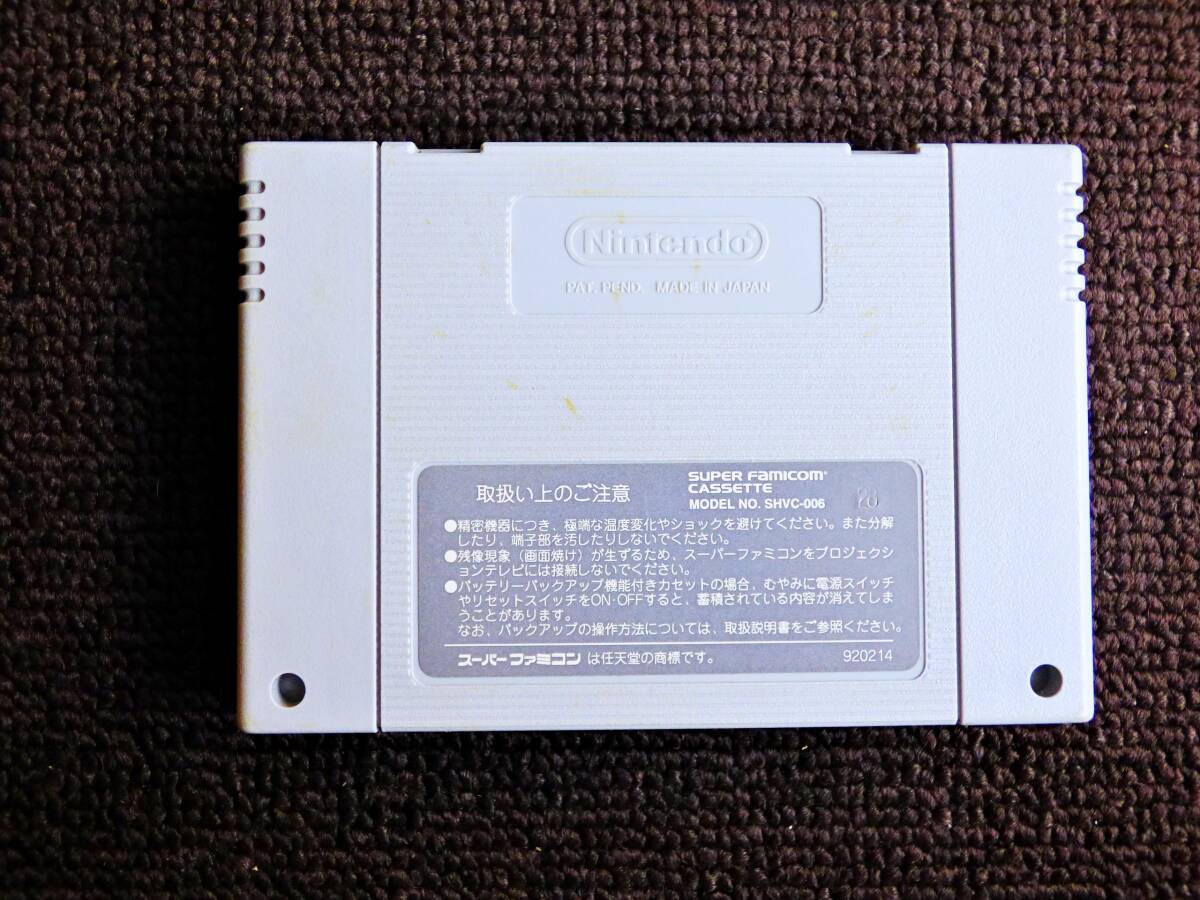 Nintendo®
PAT. PEND. MADE IN JAPAN
取扱い上のご注意
SUPER FAMICOM®
CASSETTE
MODEL NO. SHVC-006
●精密機器につき、極端な温度変化やショックを避けてください。また分解
したり、端子部を汚したりしないでください。
●残像現象（画面焼け）が生ずるため、スーパーファミコンをプロジェクシ
ョンテレビには接続しないでください。
●バッテリーバックアップ機能付きカセットの場合、むやみに電源スイッチ
やリセットスイッチをON・OFFすると、蓄積されている内容が消えてしま
うことがあります。
なお、バックアップの操作方法については、取扱説明書をご参照ください。
スーパーファミコン は任天堂の商標です。
920214